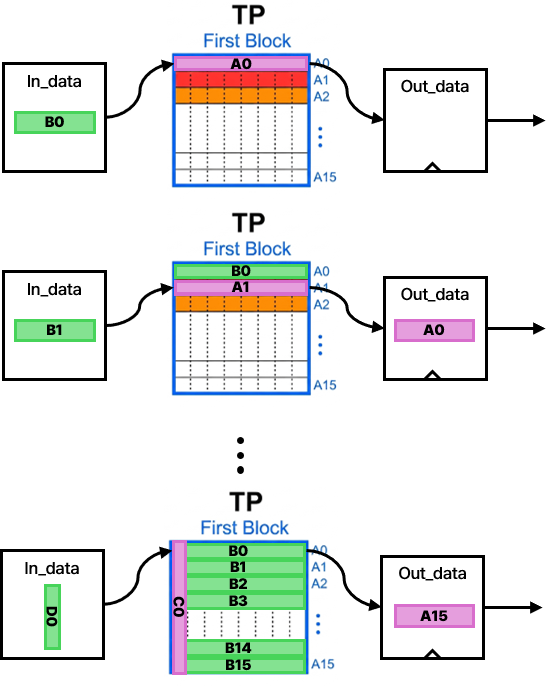 TP
First Block
In_data
B0
A0
A0
A1
A2
A15
Out_data
TP
First Block
In_data
B1
B0
A1
A0
A1
A2
A15
Out_data
A0
TP
First Block
In_data
D0
C0
B0
B1
B2
B3
B14
B15
A0
A1
A2
A15
Out_data
A15